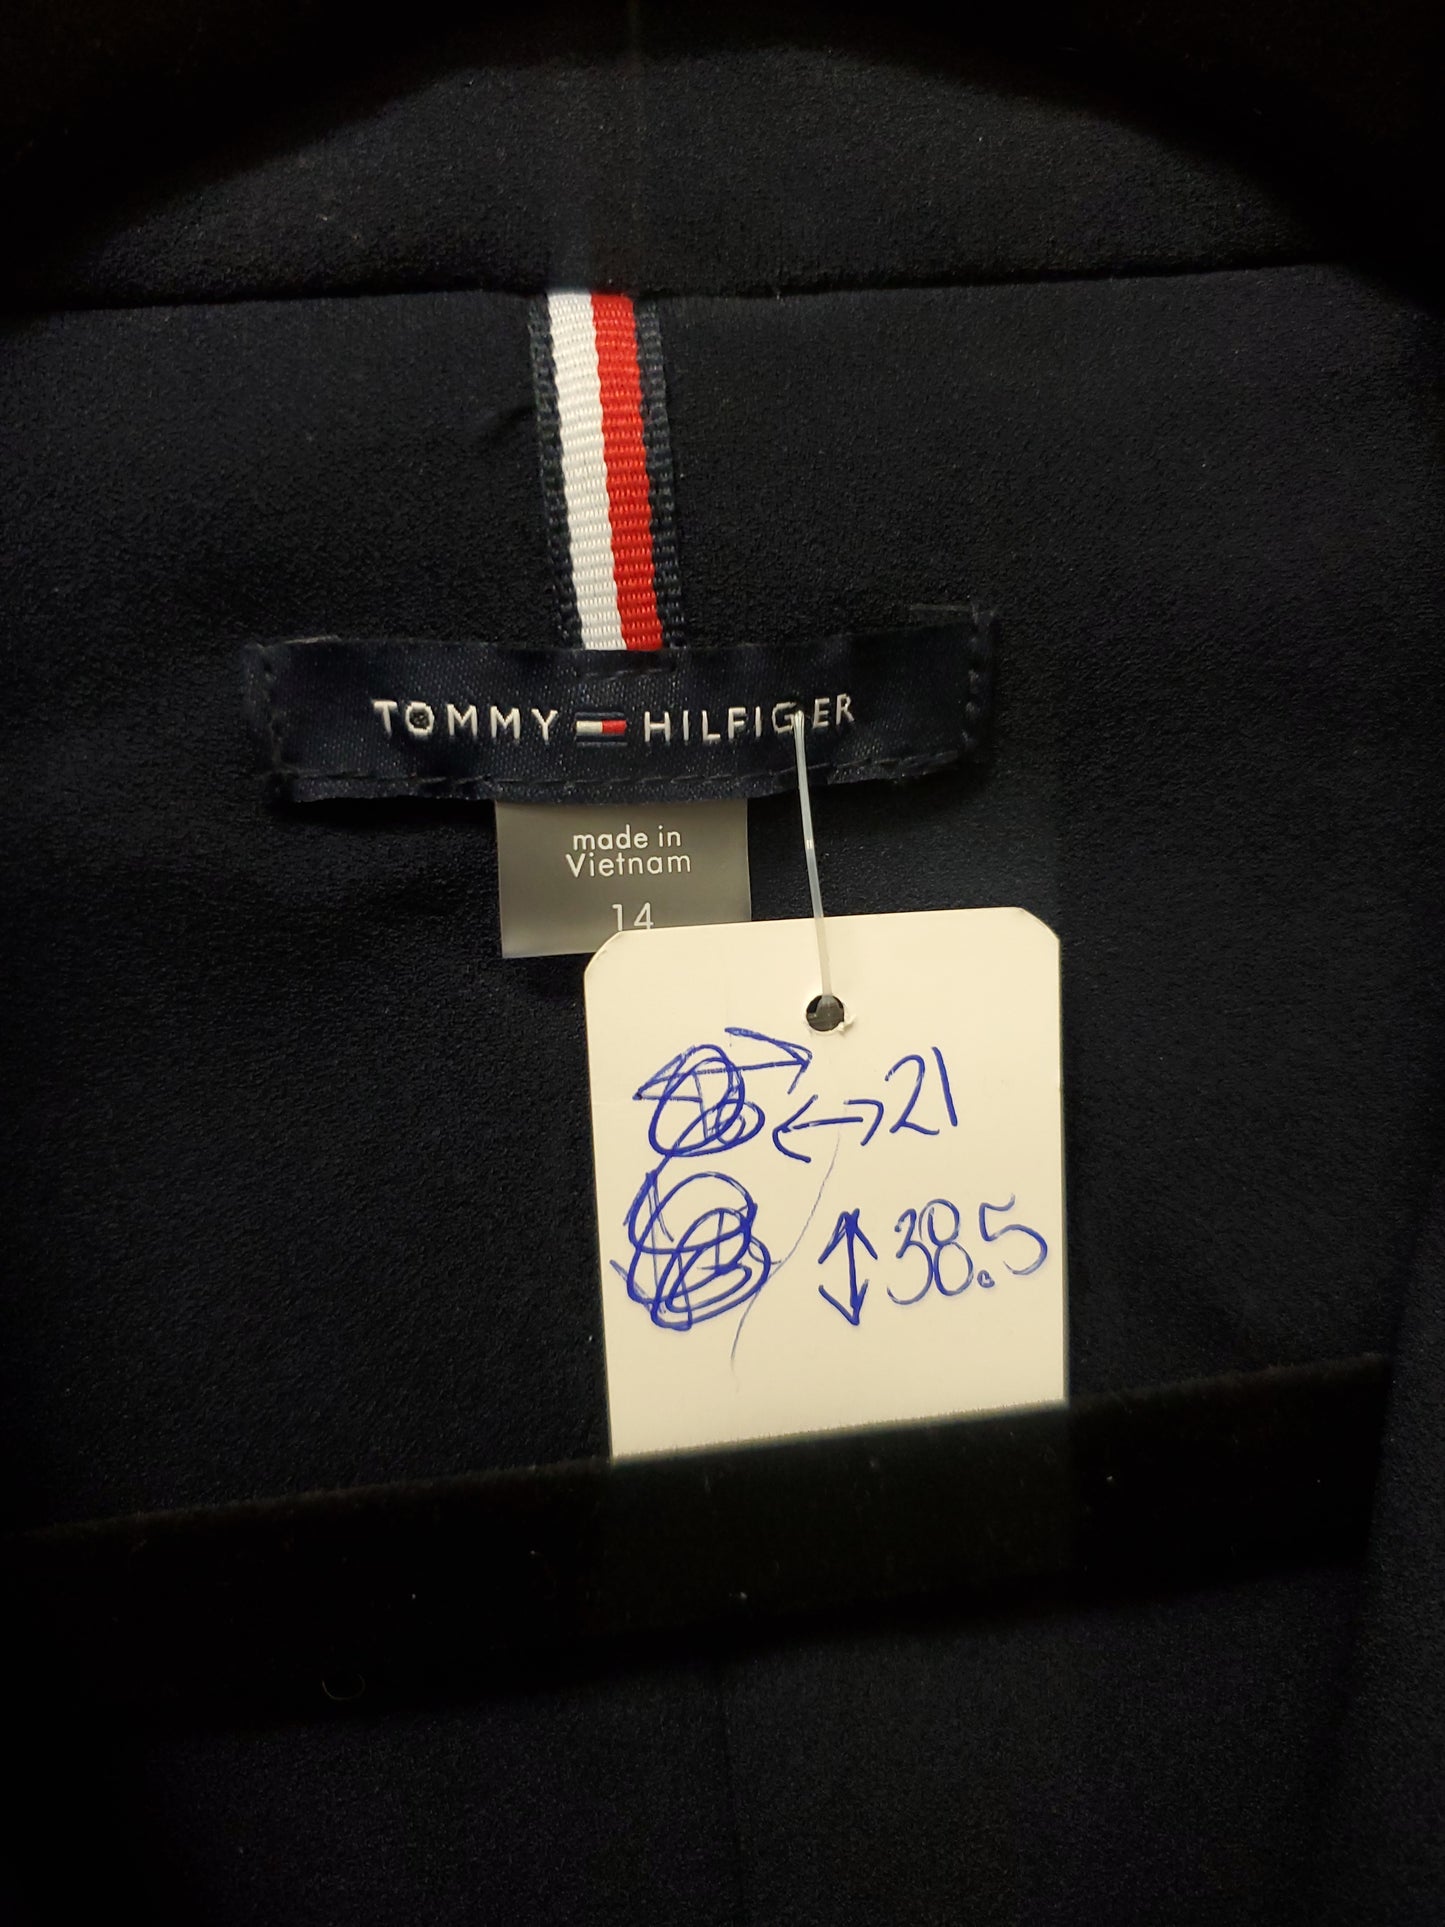 TOMMY HILFIGER
made in
Vietnam
14
↔ 21
↕ 38.5